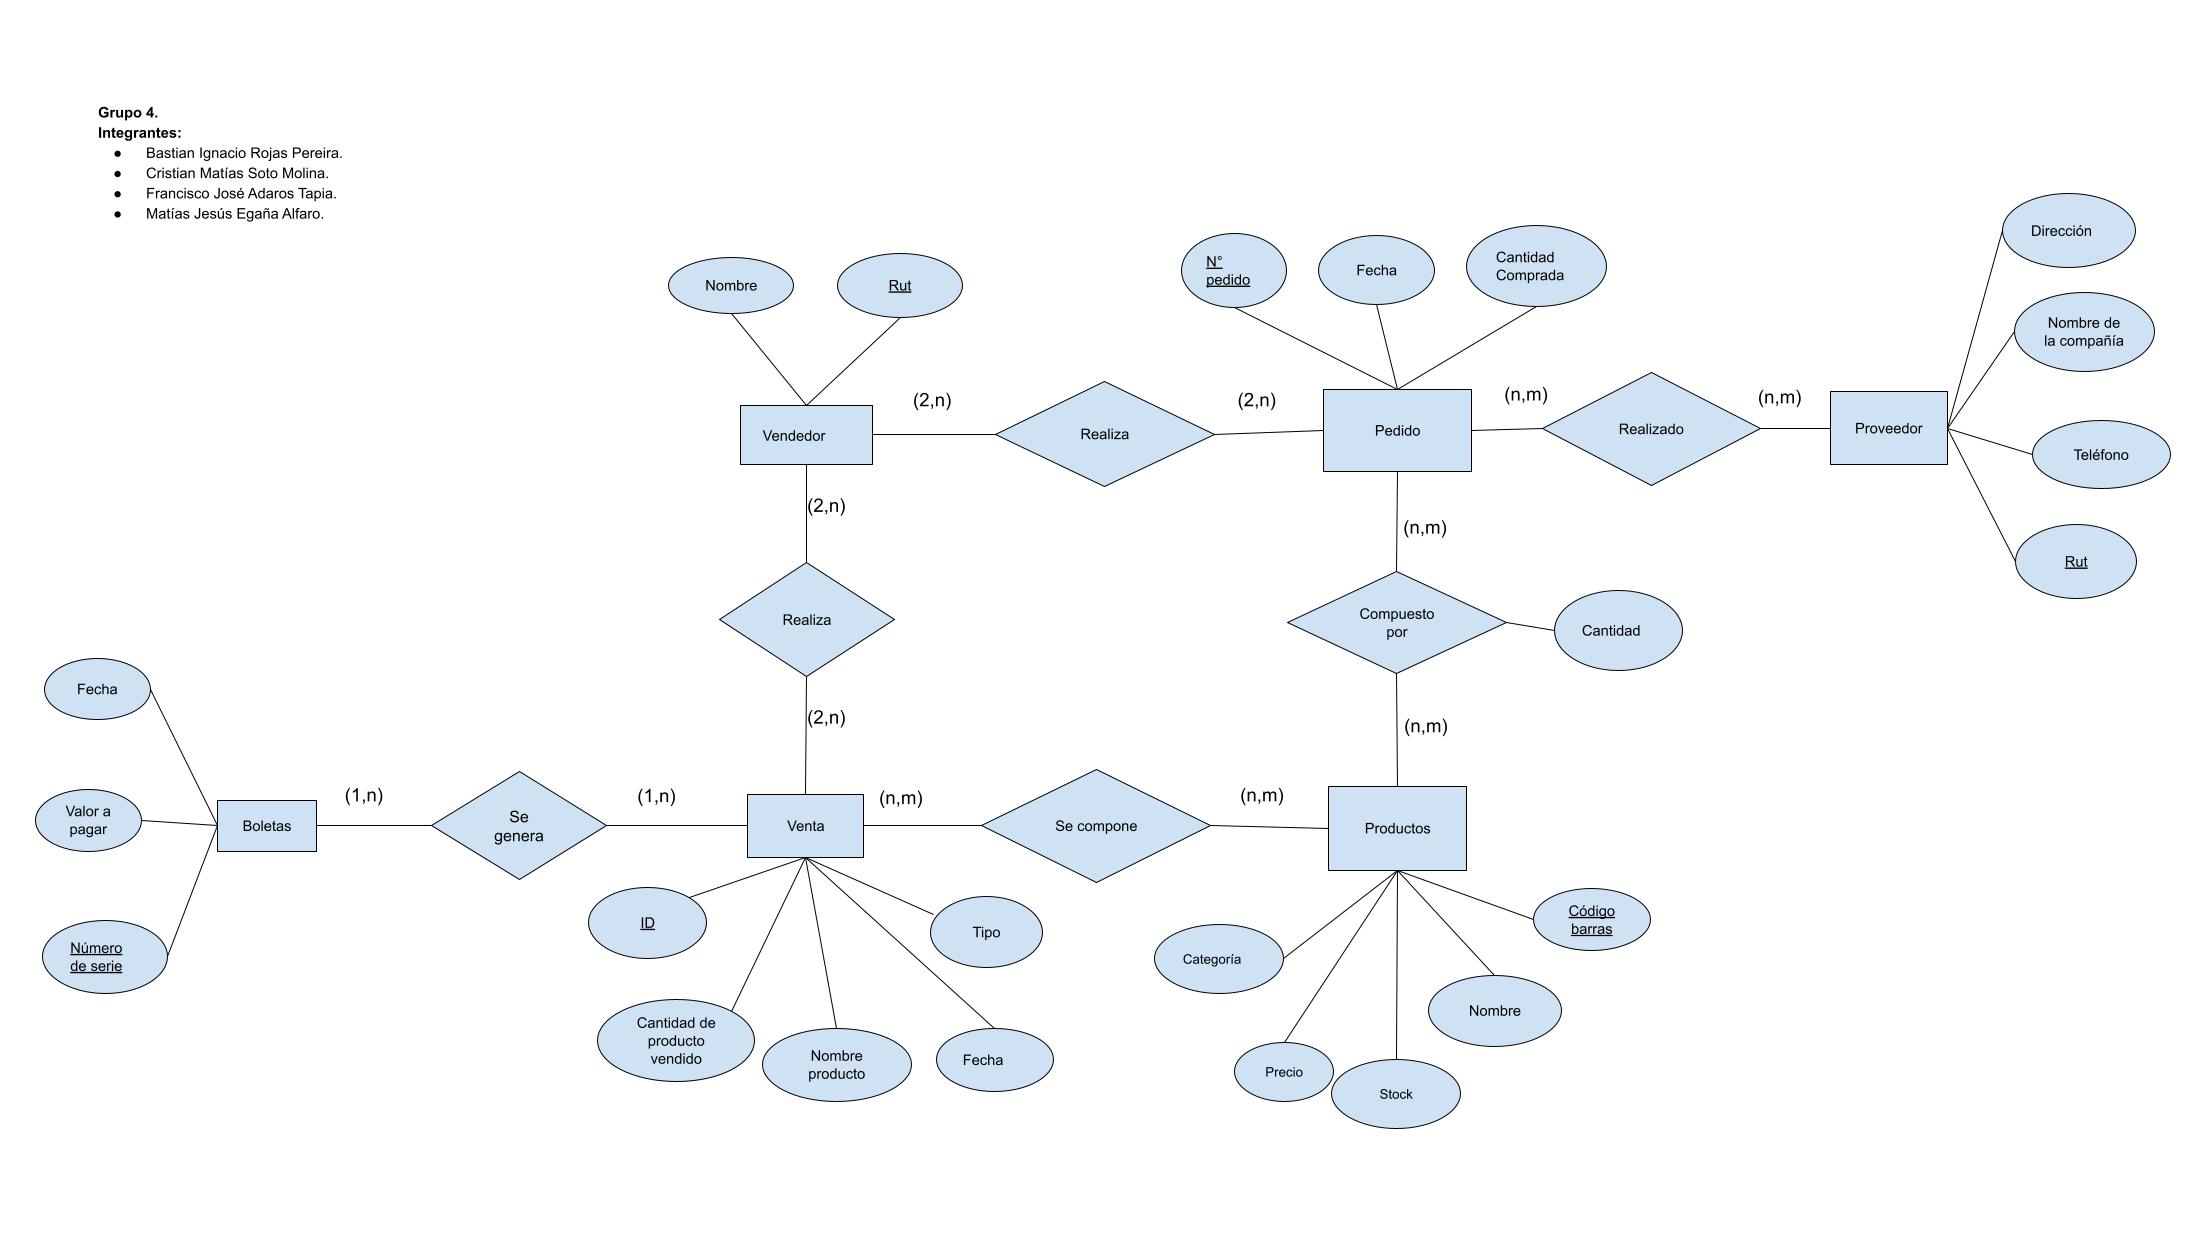 Grupo 4.
Integrantes:
● Bastian Ignacio Rojas Pereira.
● Cristian Matías Soto Molina.
● Francisco José Adaros Tapia.
● Matías Jesús Egaña Alfaro.
Nombre
Rut
N°
pedido
Fecha
Cantidad
Comprada
Dirección
Nombre de
la compañía
Teléfono
Rut
Vendedor
(2,n)
Realiza
(2,n)
Pedido
(n,m)
Realizado
(n,m)
Proveedor
(2,n)
Realiza
(2,n)
(n,m)
Compuesto
por
Cantidad
(n,m)
Fecha
Valor a
pagar
Número
de serie
Boletas
(1,n)
Se
genera
(1,n)
Venta
(n,m)
Se compone
(n,m)
Productos
ID
Cantidad de
producto
vendido
Nombre
producto
Fecha
Tipo
Categoría
Precio
Stock
Nombre
Código
barras